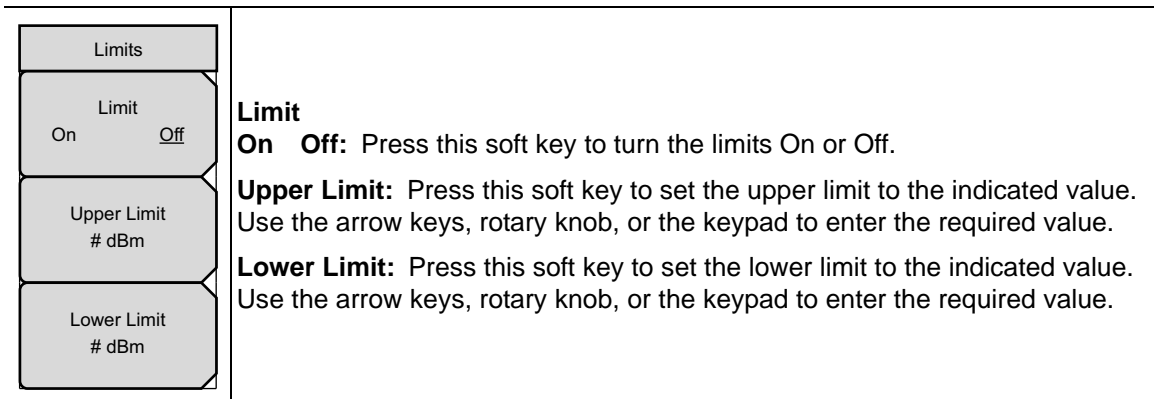 Limits
Limit
On Off
Upper Limit
# dBm
Lower Limit
# dBm
Limit
On Off: Press this soft key to turn the limits On or Off.
Upper Limit: Press this soft key to set the upper limit to the indicated value.
Use the arrow keys, rotary knob, or the keypad to enter the required value.
Lower Limit: Press this soft key to set the lower limit to the indicated value.
Use the arrow keys, rotary knob, or the keypad to enter the required value.